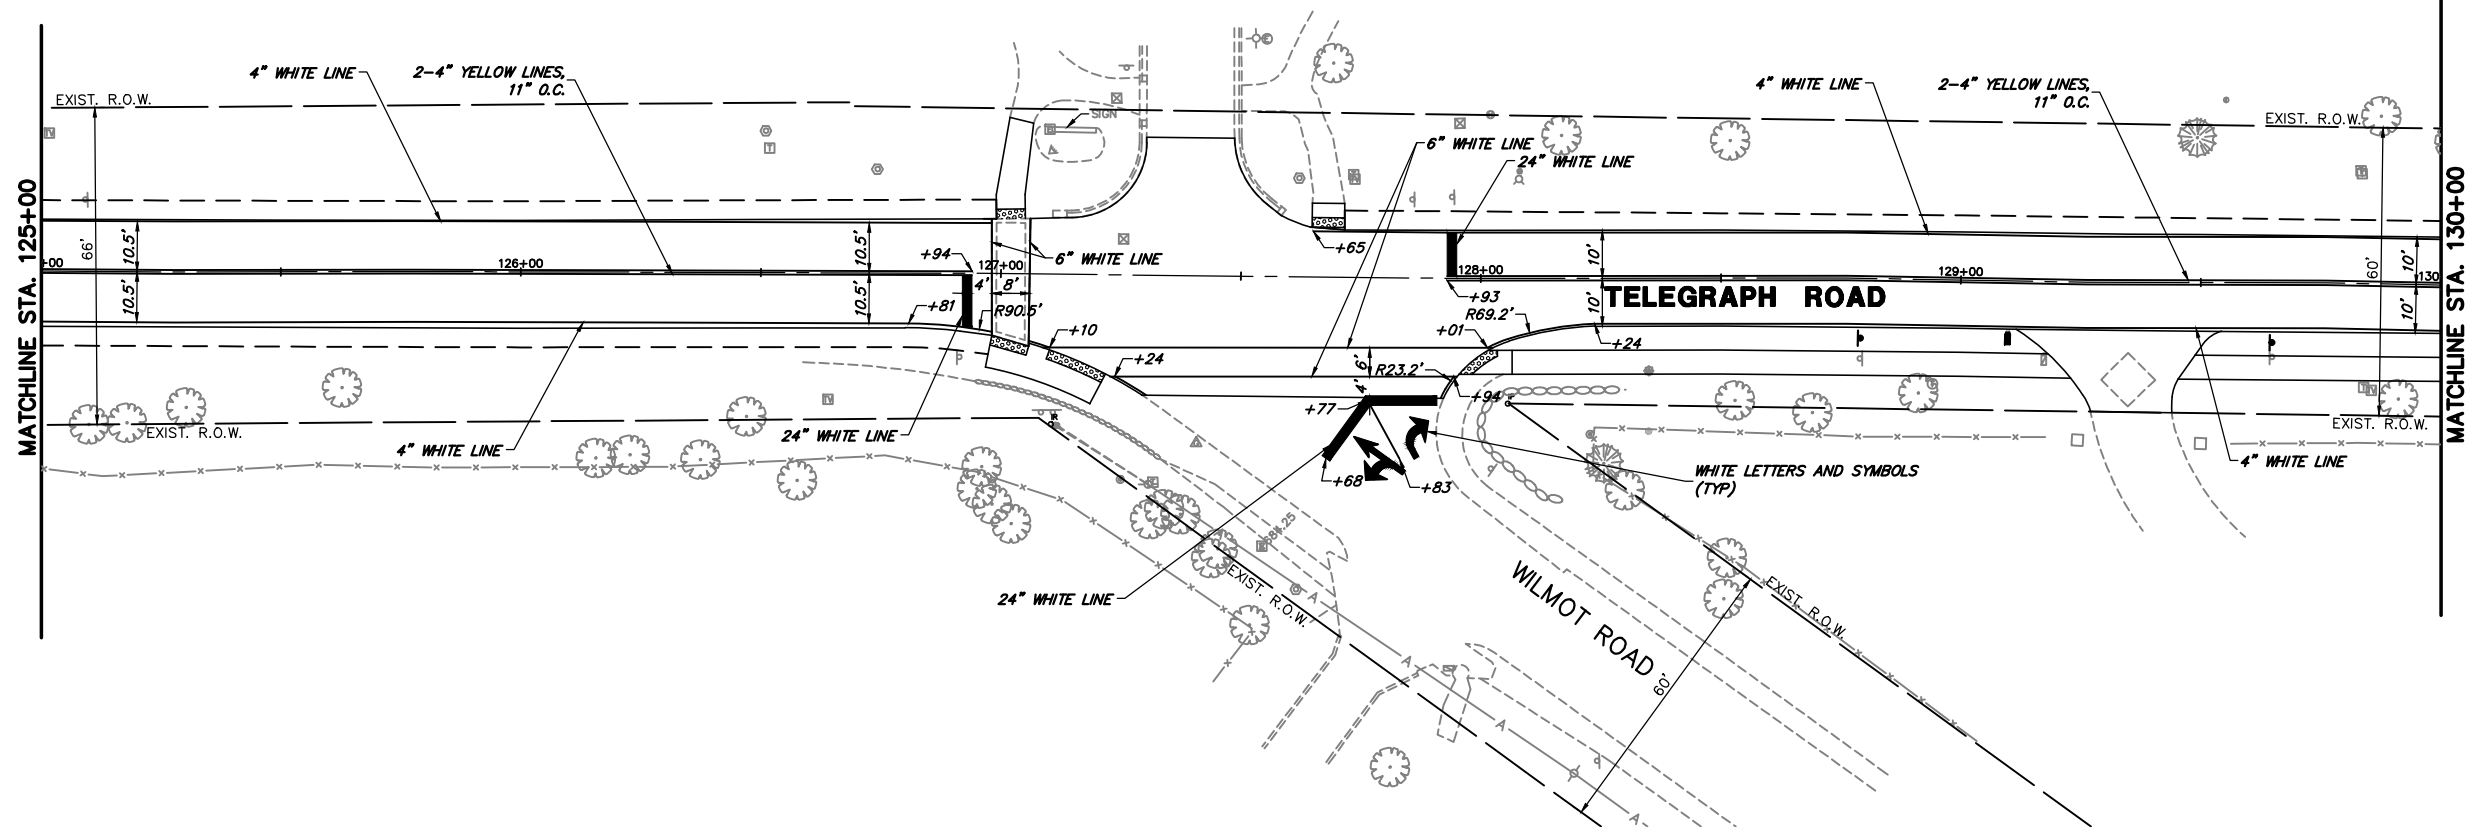 MATCHLINE STA. 125+00
EXIST. R.O.W.
4" WHITE LINE
2-4" YELLOW LINES,
11" O.C.
SIGN
6" WHITE LINE
24" WHITE LINE
4" WHITE LINE
2-4" YELLOW LINES,
11" O.C.
EXIST. R.O.W.
MATCHLINE STA. 130+00
66'
10.5'
10.5'
10.5'
10.5'
+00
126+00
+94
127+00
6" WHITE LINE
4'
8'
+81
R90.5'
+10
+24
+65
128+00
+93
10'
10'
129+00
TELEGRAPH ROAD
60'
10'
10'
130
R69.2'
+01
+24
6'
R23.2'
4'
+94
+77
EXIST. R.O.W.
24" WHITE LINE
4" WHITE LINE
EXIST. R.O.W.
4" WHITE LINE
WHITE LETTERS AND SYMBOLS
(TYP)
+68
+83
24" WHITE LINE
EXIST. R.O.W.
WILMOT ROAD
60'
EXIST. R.O.W.
A
A
A
A
TV
T